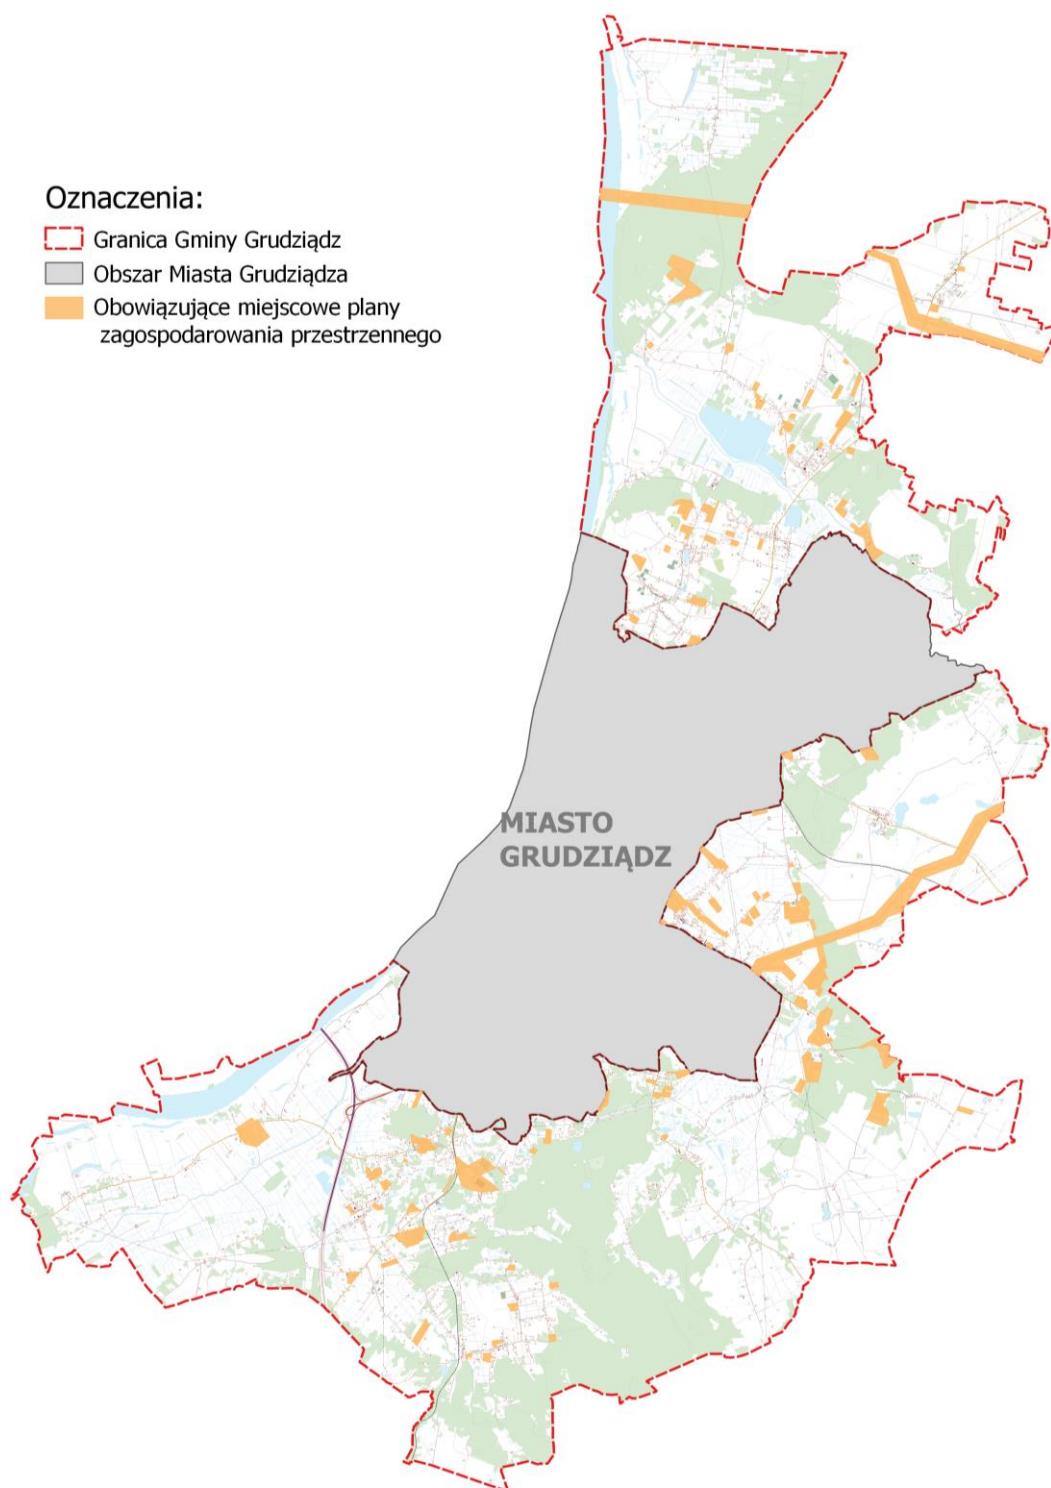 Oznaczenia:
Granica Gminy Grudziądz
Obszar Miasta Grudziądza
Obowiązujące miejscowe plany
zagospodarowania przestrzennego
MIASTO
GRUDZIĄDZ